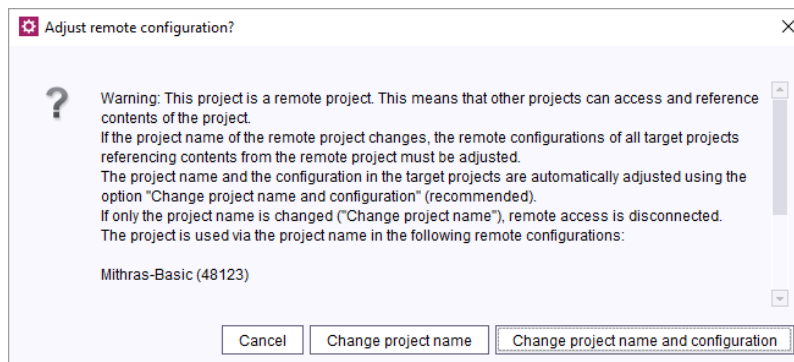 Adjust remote configuration?
Warning: This project is a remote project. This means that other projects can access and reference
contents of the project.
If the project name of the remote project changes, the remote configurations of all target projects
referencing contents from the remote project must be adjusted.
The project name and the configuration in the target projects are automatically adjusted using the
option "Change project name and configuration" (recommended).
If only the project name is changed ("Change project name"), remote access is disconnected.
The project is used via the project name in the following remote configurations:
Mithras-Basic (48123)
Cancel Change project name Change project name and configuration